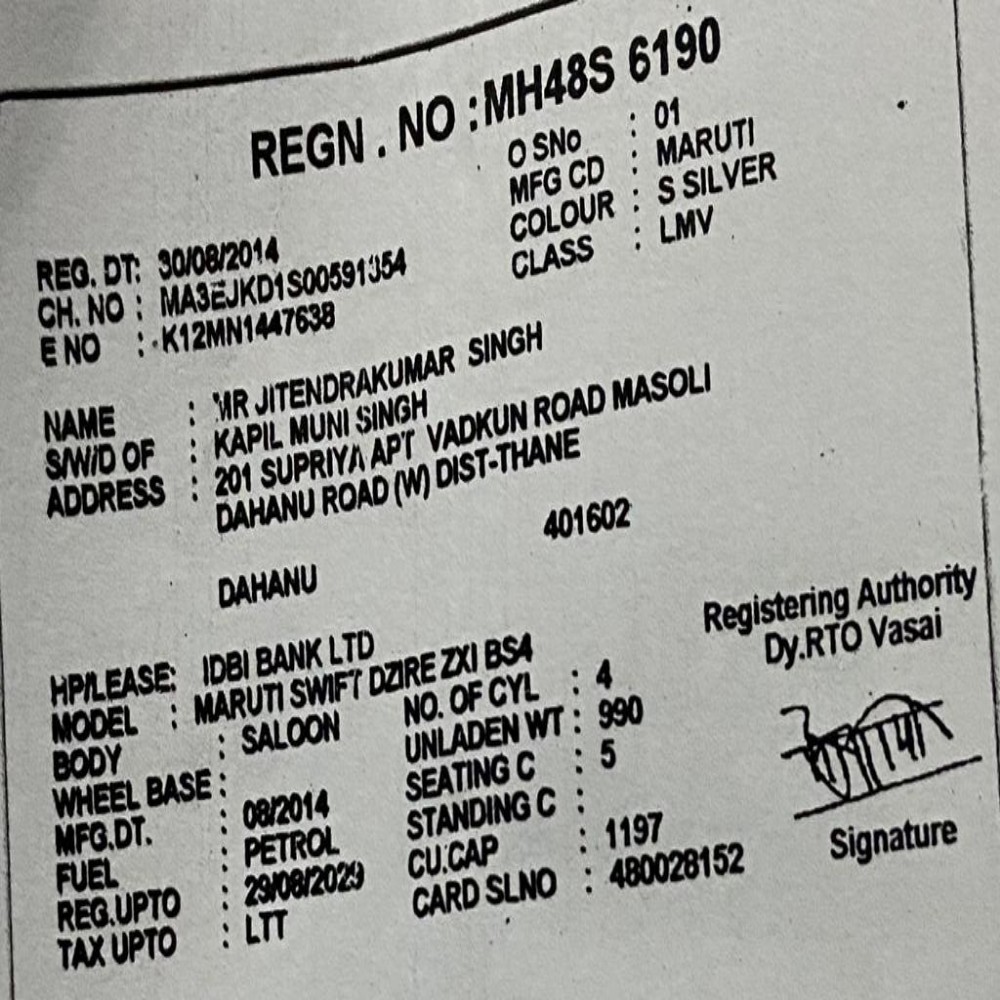 REGN . NO : MH48S 6190
O SNo : 01
MFG CD : MARUTI
COLOUR : S SILVER
CLASS : LMV
REG. DT: 30/08/2014
CH. NO : MA3EJKD1S00591354
E NO : K12MN1447638
NAME : MR JITENDRAKUMAR SINGH
S/W/D OF : KAPIL MUNI SINGH
ADDRESS : 201 SUPRIYA APT VADKUN ROAD MASOLI
DAHANU ROAD (W) DIST-THANE
401602
DAHANU
Registering Authority
Dy.RTO Vasai
HP/LEASE: IDBI BANK LTD
MODEL : MARUTI SWIFT DZIRE ZXI BS4
BODY : SALOON NO. OF CYL : 4
WHEEL BASE : UNLADEN WT : 990
MFG.DT. : 08/2014 SEATING C : 5
FUEL : PETROL STANDING C :
REG.UPTO : 29/08/2029 CU.CAP : 1197
TAX UPTO : LTT CARD SLNO : 480028152
Signature